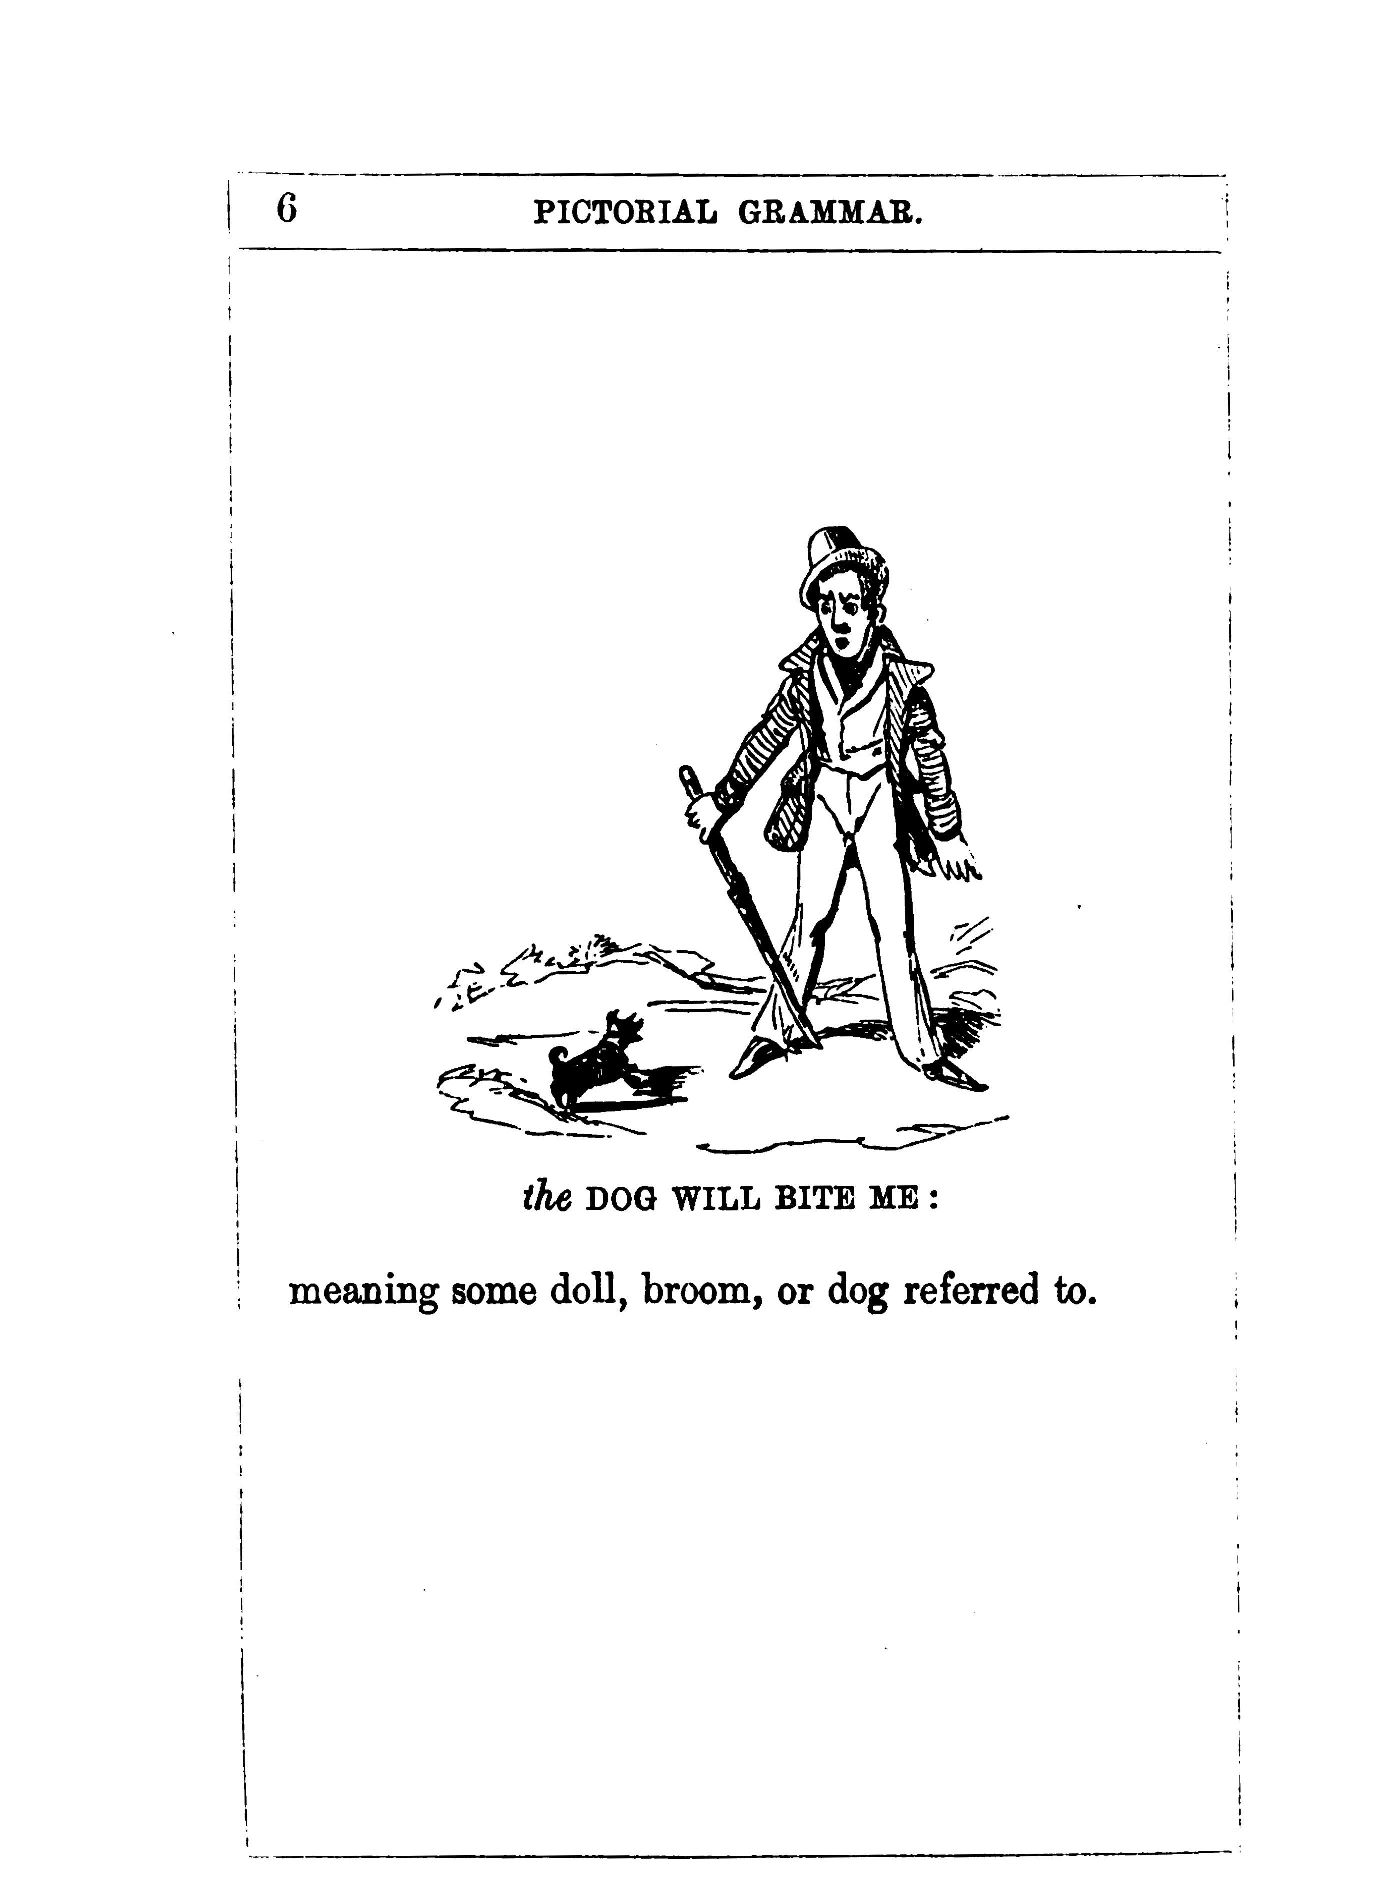 6 PICTORIAL GRAMMAR.
the DOG WILL BITE ME :
meaning some doll, broom, or dog referred to.